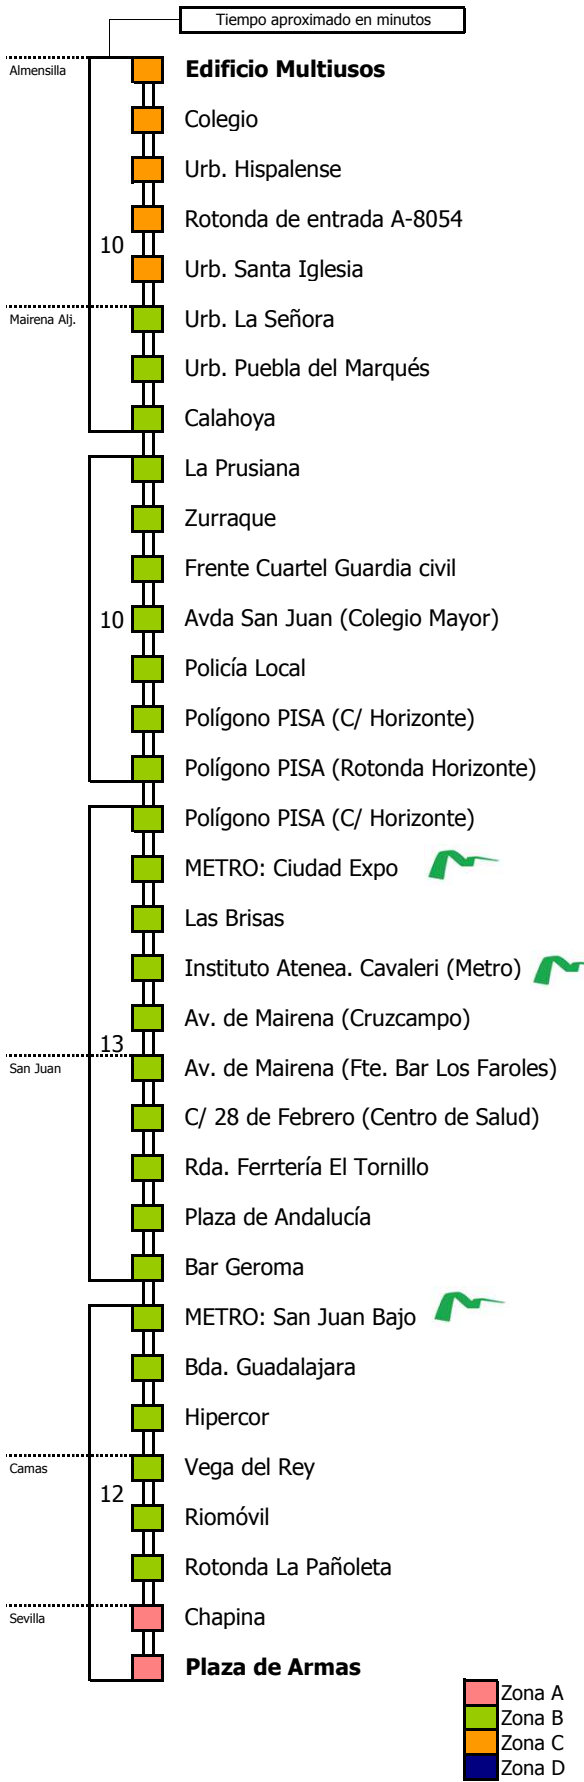 Tiempo aproximado en minutos
Almensilla
Edificio Multiusos
Colegio
Urb. Hispalense
Rotonda de entrada A-8054
10
Urb. Santa Iglesia
Mairena Alj.
Urb. La Señora
Urb. Puebla del Marqués
Calahoya
La Prusiana
Zurraque
Frente Cuartel Guardia civil
10
Avda San Juan (Colegio Mayor)
Policía Local
Polígono PISA (C/ Horizonte)
Polígono PISA (Rotonda Horizonte)
Polígono PISA (C/ Horizonte)
METRO: Ciudad Expo
Las Brisas
Instituto Atenea. Cavaleri (Metro)
Av. de Mairena (Cruzcampo)
13
San Juan
Av. de Mairena (Fte. Bar Los Faroles)
C/ 28 de Febrero (Centro de Salud)
Rda. Ferrtería El Tornillo
Plaza de Andalucía
Bar Geroma
METRO: San Juan Bajo
Bda. Guadalajara
Hipercor
Camas
Vega del Rey
12
Riomóvil
Rotonda La Pañoleta
Sevilla
Chapina
Plaza de Armas
Zona A
Zona B
Zona C
Zona D